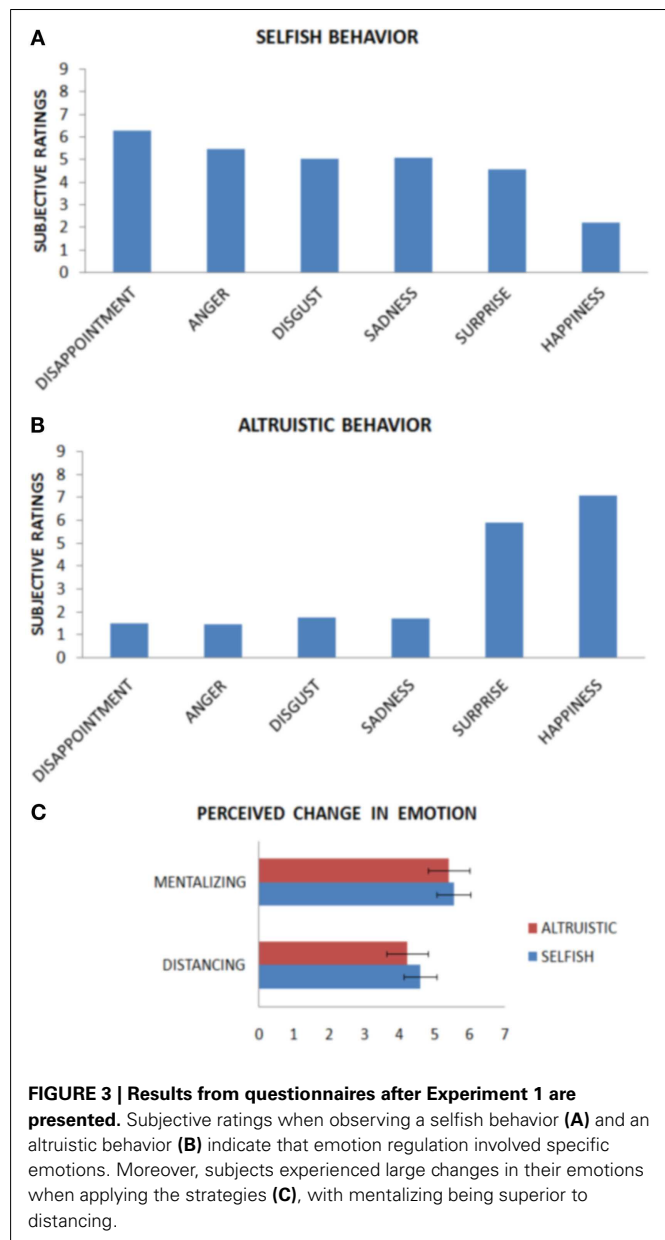 A
SELFISH BEHAVIOR
SUBJECTIVE RATINGS
9
8
7
6
5
4
3
2
1
0
DISAPPOINTMENT
ANGER
DISGUST
SADNESS
SURPRISE
HAPPINESS
B
ALTRUISTIC BEHAVIOR
SUBJECTIVE RATINGS
9
8
7
6
5
4
3
2
1
0
DISAPPOINTMENT
ANGER
DISGUST
SADNESS
SURPRISE
HAPPINESS
C
PERCEIVED CHANGE IN EMOTION
MENTALIZING
DISTANCING
ALTRUISTIC
SELFISH
0 1 2 3 4 5 6 7
FIGURE 3 | Results from questionnaires after Experiment 1 are
presented. Subjective ratings when observing a selfish behavior (A) and an
altruistic behavior (B) indicate that emotion regulation involved specific
emotions. Moreover, subjects experienced large changes in their emotions
when applying the strategies (C), with mentalizing being superior to
distancing.